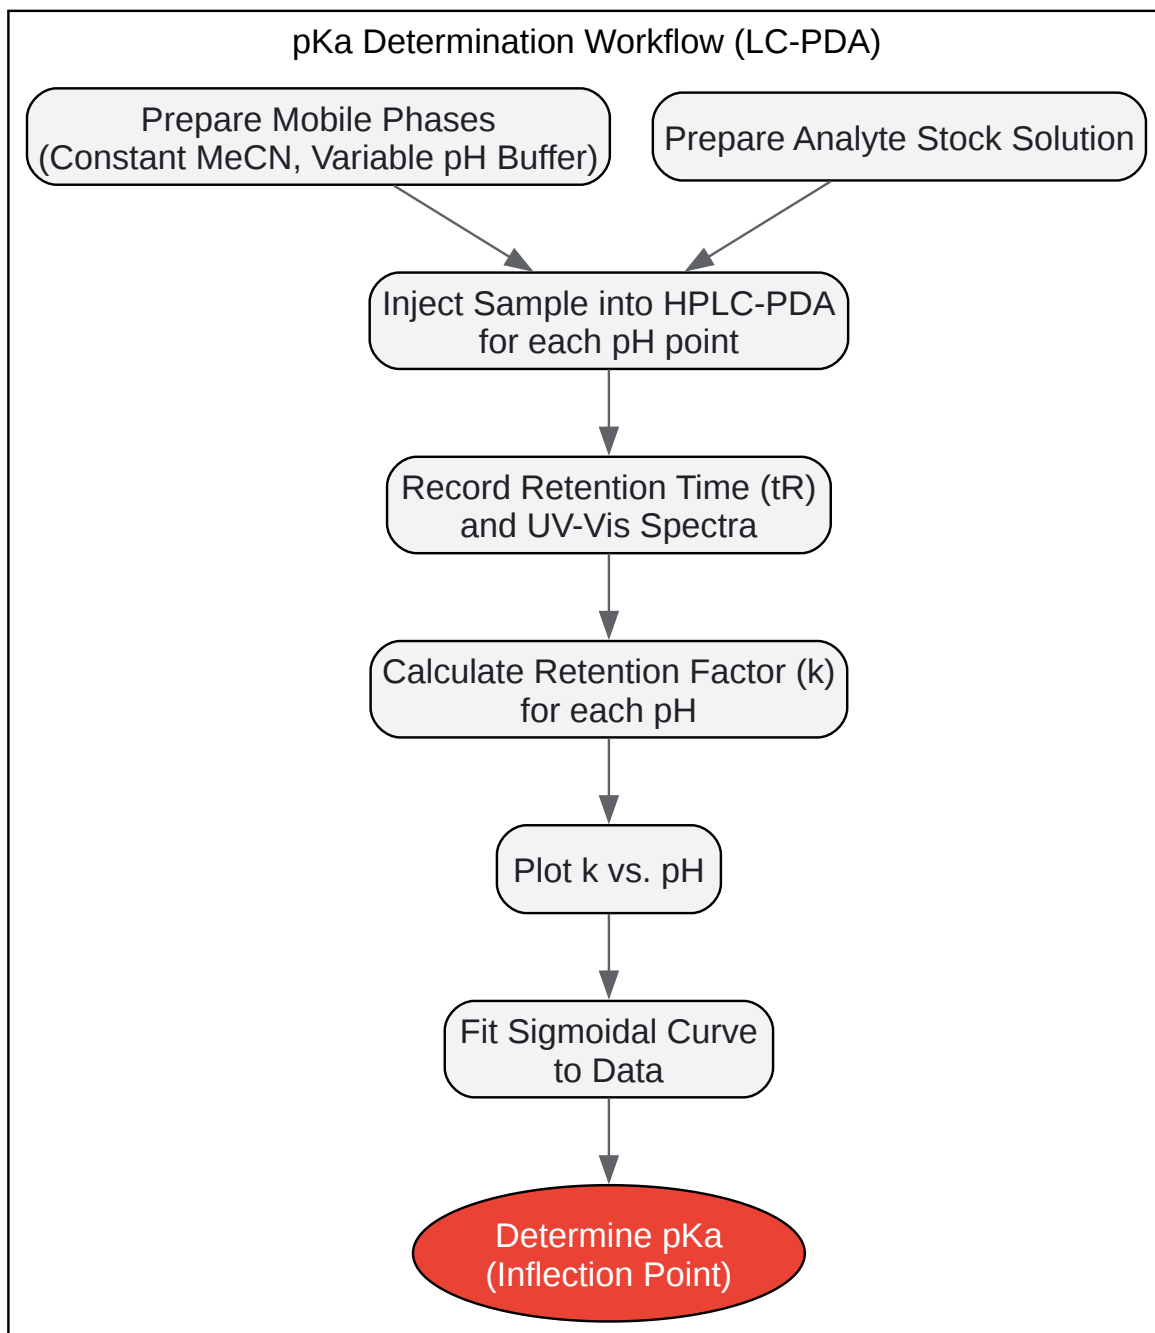 pKa Determination Workflow (LC-PDA)
Prepare Mobile Phases
(Constant MeCN, Variable pH Buffer)
Prepare Analyte Stock Solution
Inject Sample into HPLC-PDA
for each pH point
Record Retention Time (tR)
and UV-Vis Spectra
Calculate Retention Factor (k)
for each pH
Plot k vs. pH
Fit Sigmoidal Curve
to Data
Determine pKa
(Inflection Point)